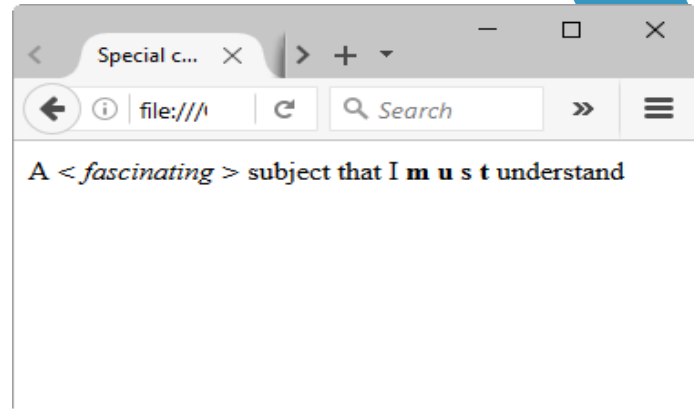 Special c...
file:///
Search
A < fascinating > subject that I m u s t understand